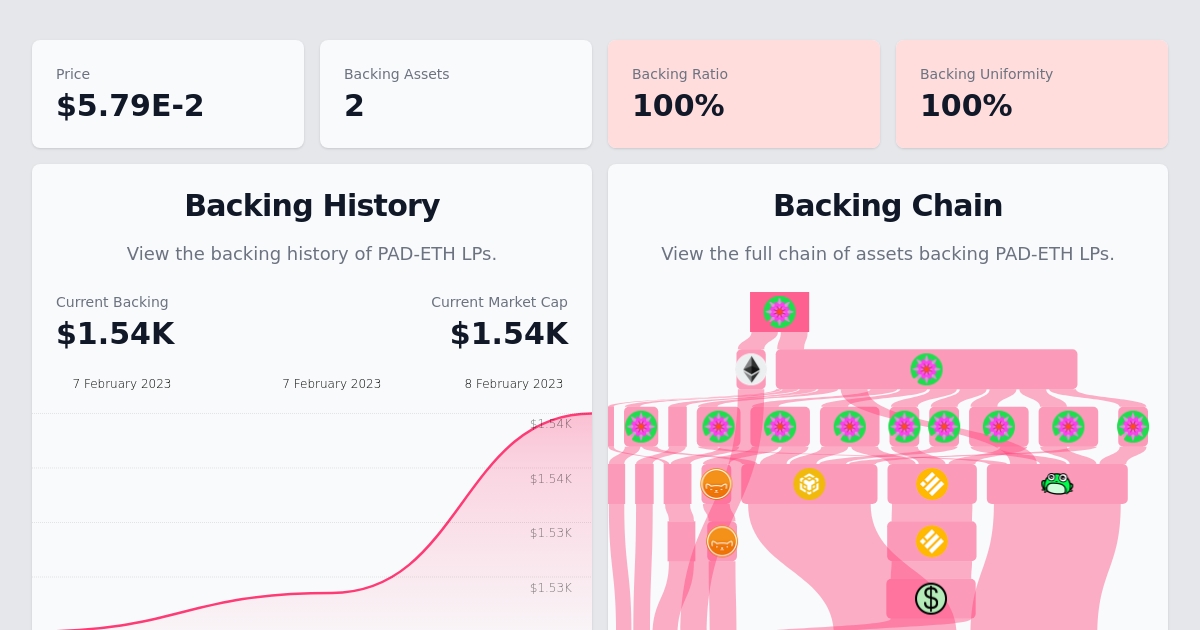 Price
$5.79E-2
Backing Assets
2
Backing Ratio
100%
Backing Uniformity
100%
Backing History
View the backing history of PAD-ETH LPs.
Current Backing
$1.54K
Current Market Cap
$1.54K
7 February 2023
7 February 2023
8 February 2023
$1.54K
$1.54K
$1.53K
$1.53K
Backing Chain
View the full chain of assets backing PAD-ETH LPs.
$